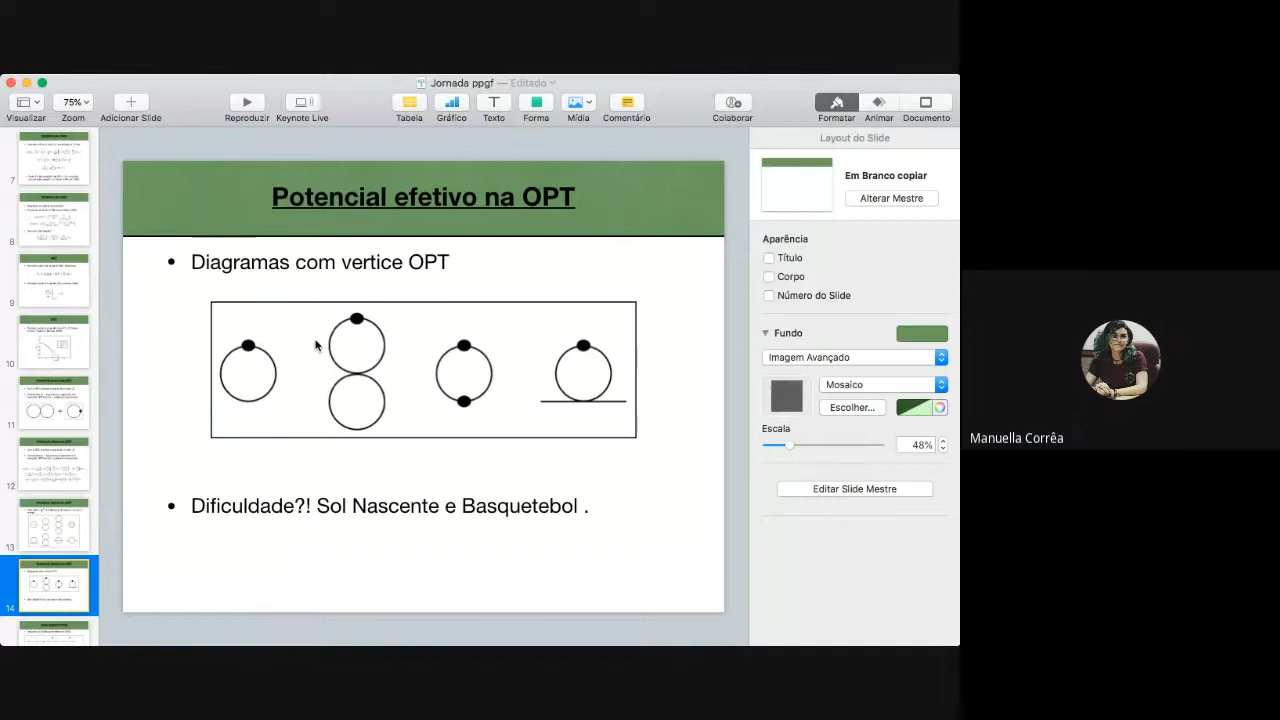 Jornada ppgf — Editado
75%
Visualizar
Zoom
Adicionar Slide
Reproduzir
Keynote Live
Tabela
Gráfico
Texto
Forma
Mídia
Comentário
Colaborar
Formatar
Animar
Documento
7
8
9
10
11
12
13
14
Potencial efetivo na OPT
• Diagramas com vertice OPT
• Dificuldade?! Sol Nascente e Basquetebol .
Layout do Slide
Em Branco copiar
Alterar Mestre
Aparência
Título
Corpo
Número do Slide
Fundo
Imagem Avançado
Mosaico
Escolher...
Escala
48%
Editar Slide Mestre
Manuella Corrêa